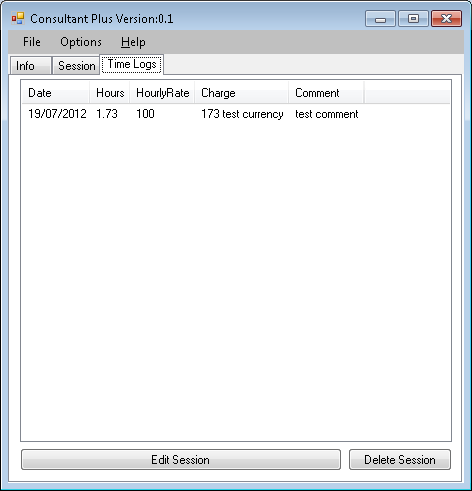 Consultant Plus Version:0.1
File Options Help
Info Session Time Logs
Date Hours HourlyRate Charge Comment
19/07/2012 1.73 100 173 test currency test comment
Edit Session Delete Session